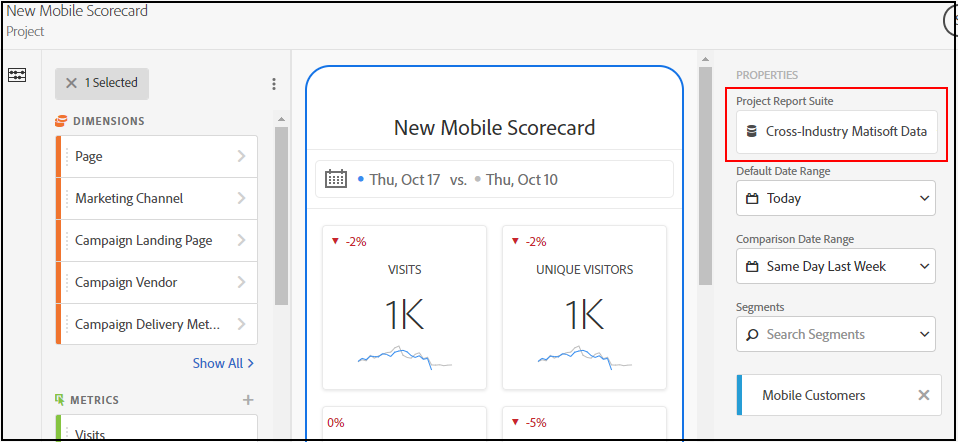 New Mobile Scorecard
Project
1 Selected
DIMENSIONS
Page
Marketing Channel
Campaign Landing Page
Campaign Vendor
Campaign Delivery Met...
Show All
METRICS
Visits
New Mobile Scorecard
Thu, Oct 17 vs. Thu, Oct 10
-2%
VISITS
1K
-2%
UNIQUE VISITORS
1K
0%
-5%
PROPERTIES
Project Report Suite
Cross-Industry Matisoft Data
Default Date Range
Today
Comparison Date Range
Same Day Last Week
Segments
Search Segments
Mobile Customers